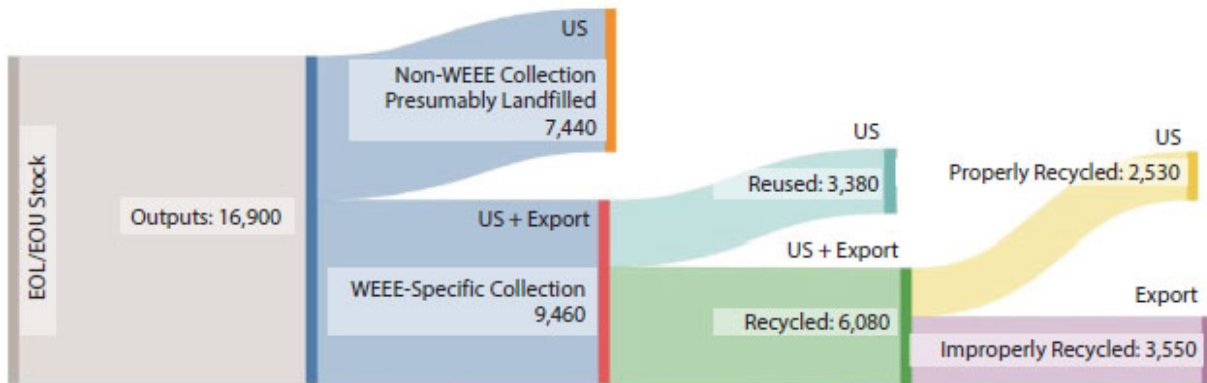 EOL/EOU Stock
Outputs: 16,900
US
Non-WEEE Collection
Presumably Landfilled
7,440
US + Export
WEEE-Specific Collection
9,460
US
Reused: 3,380
US + Export
Recycled: 6,080
US
Properly Recycled: 2,530
Export
Improperly Recycled: 3,550